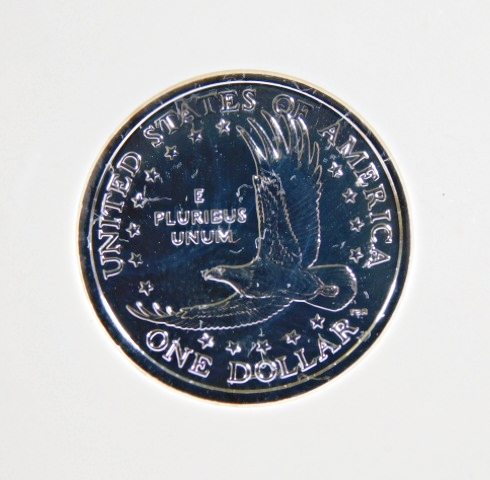 UNITED STATES OF AMERICA
E
PLURIBUS
UNUM
ONE DOLLAR